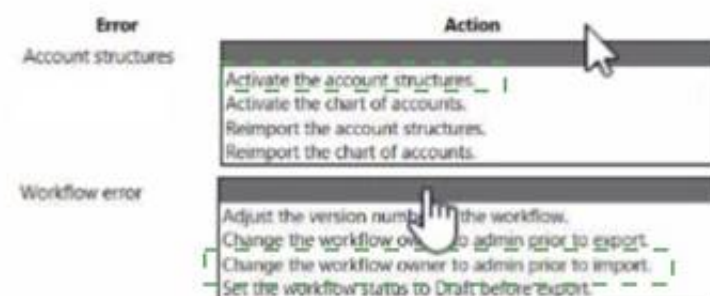 Error Action
Account structures
Activate the account structures.
Activate the chart of accounts.
Reimport the account structures.
Reimport the chart of accounts.
Workflow error
Adjust the version the workflow.
Change the workflow to admin prior to export.
Change the workflow owner to admin prior to import.
Set the workflow status to Draft before export.